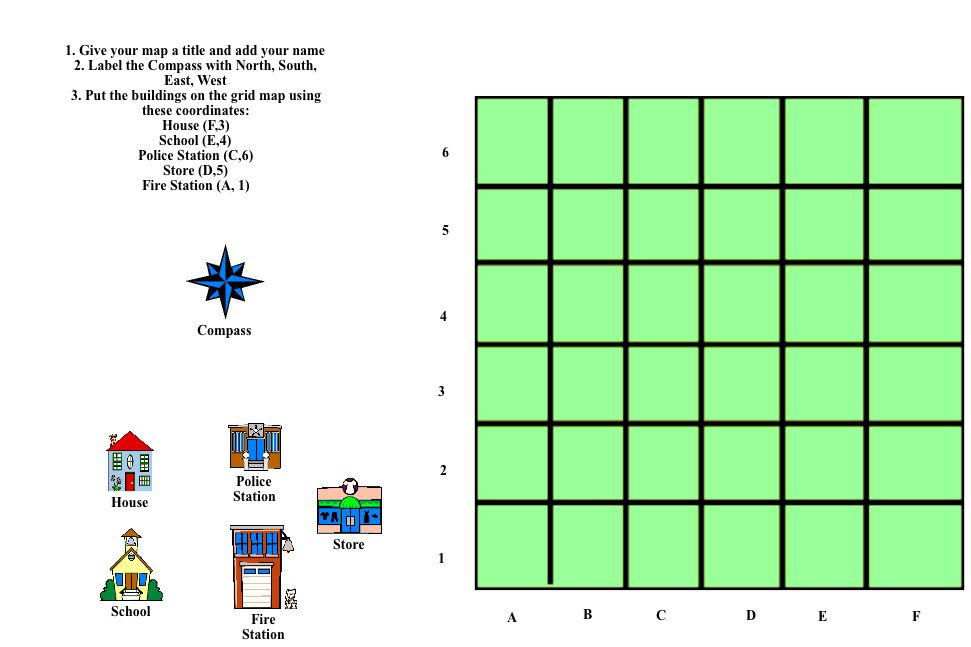 1. Give your map a title and add your name
2. Label the Compass with North, South,
East, West
3. Put the buildings on the grid map using
these coordinates:
House (F,3)
School (E,4)
Police Station (C,6)
Store (D,5)
Fire Station (A, 1)
Compass
House
Police
Station
Store
School
Fire
Station
6
5
4
3
2
1
A
B
C
D
E
F